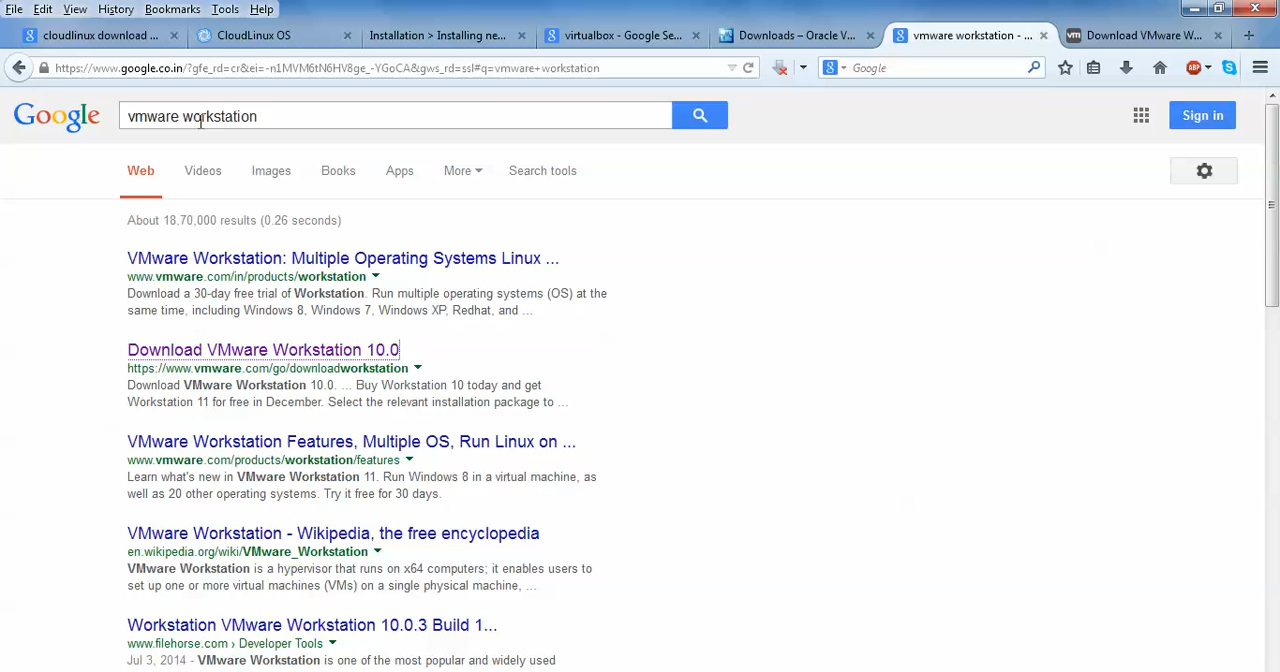 File Edit View History Bookmarks Tools Help
cloudlinux download ... CloudLinux OS Installation > Installing ne... virtualbox - Google Se... Downloads – Oracle V... vmware workstation - ... Download VMware W...
https://www.google.co.in/?gfe_rd=cr&ei=-n1MVM6tN6HV8ge_-YGoCA&gws_rd=ssl#q=vmware+workstation Google ABP
Google vmware workstation Sign in
Web Videos Images Books Apps More Search tools
About 18,70,000 results (0.26 seconds)
VMware Workstation: Multiple Operating Systems Linux ...
www.vmware.com/in/products/workstation
Download a 30-day free trial of Workstation. Run multiple operating systems (OS) at the
same time, including Windows 8, Windows 7, Windows XP, Redhat, and ...
Download VMware Workstation 10.0
https://www.vmware.com/go/downloadworkstation
Download VMware Workstation 10.0. ... Buy Workstation 10 today and get
Workstation 11 for free in December. Select the relevant installation package to ...
VMware Workstation Features, Multiple OS, Run Linux on ...
www.vmware.com/products/workstation/features
Learn what's new in VMware Workstation 11. Run Windows 8 in a virtual machine, as
well as 20 other operating systems. Try it free for 30 days.
VMware Workstation - Wikipedia, the free encyclopedia
en.wikipedia.org/wiki/VMware_Workstation
VMware Workstation is a hypervisor that runs on x64 computers; it enables users to
set up one or more virtual machines (VMs) on a single physical machine, ...
Workstation VMware Workstation 10.0.3 Build 1...
www.filehorse.com › Developer Tools
Jul 3, 2014 - VMware Workstation is one of the most popular and widely used